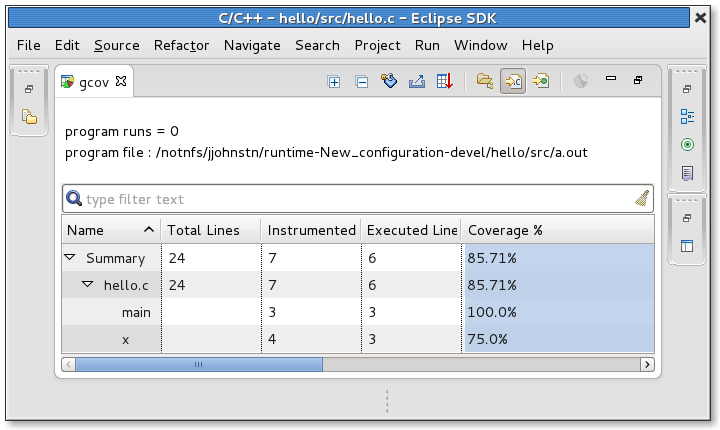 C/C++ - hello/src/hello.c - Eclipse SDK
File Edit Source Refactor Navigate Search Project Run Window Help
gcov
program runs = 0
program file : /notnfs/jjohnstn/runtime-New_configuration-devel/hello/src/a.out
type filter text
Name Total Lines Instrumented Executed Line Coverage %
Summary 24 7 6 85.71%
hello.c 24 7 6 85.71%
main 3 3 100.0%
x 4 3 75.0%